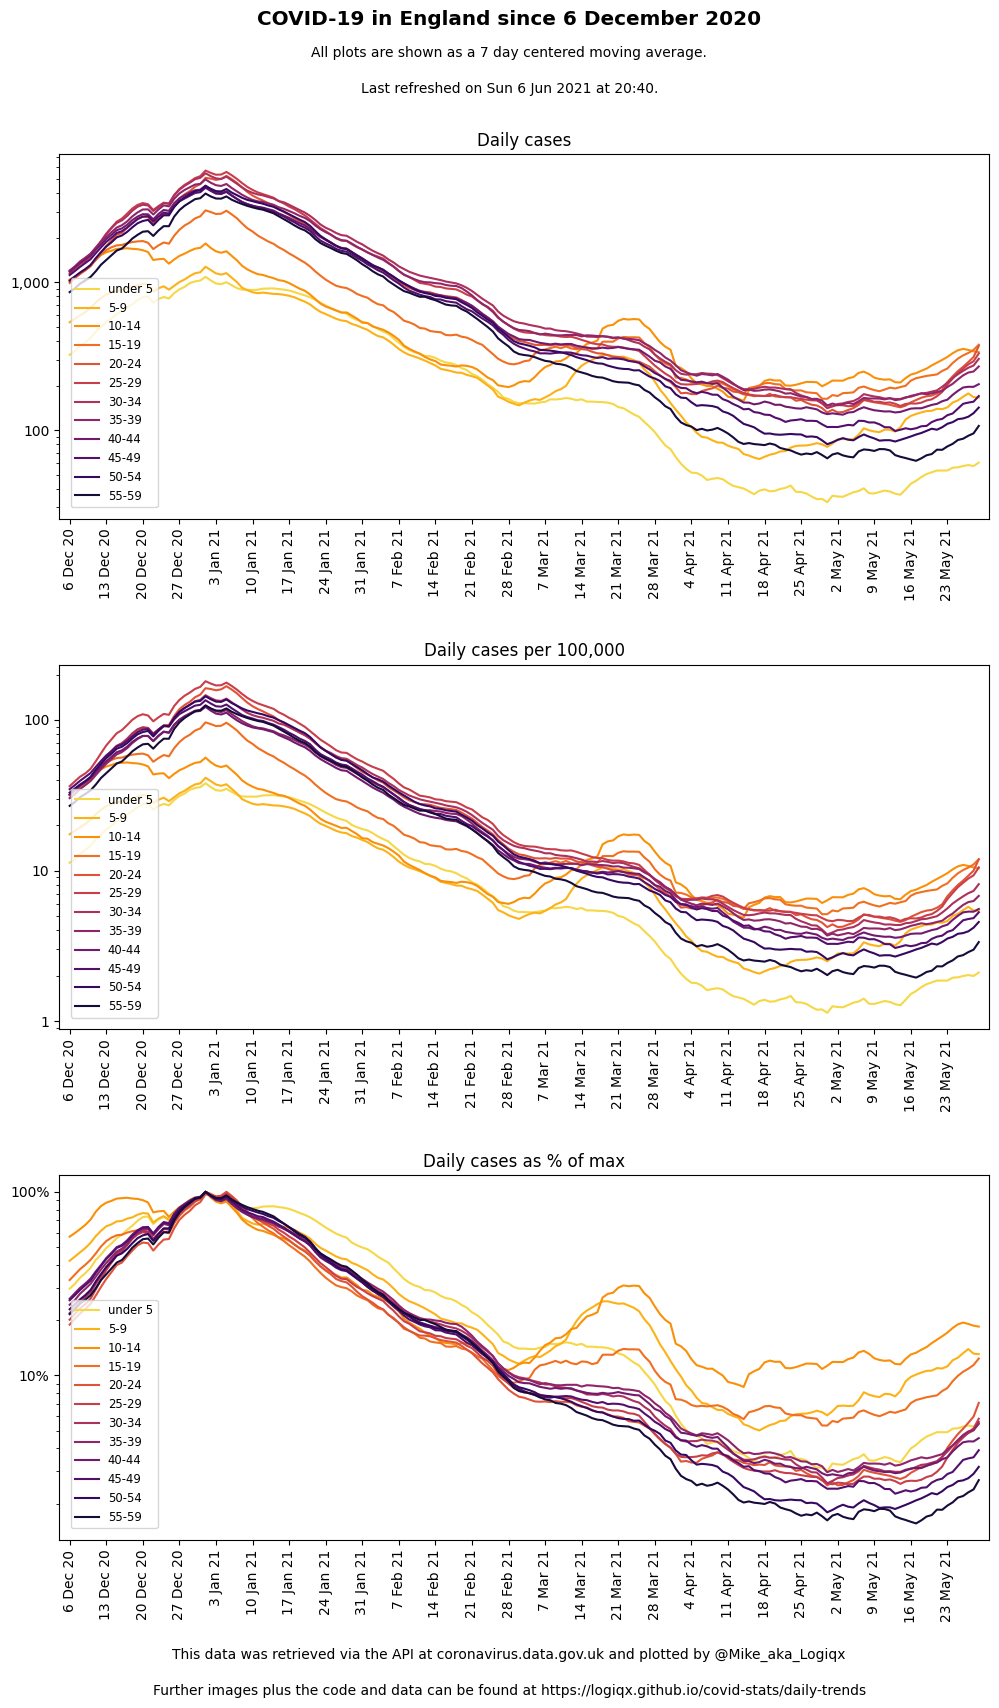 COVID-19 in England since 6 December 2020
All plots are shown as a 7 day centered moving average.
Last refreshed on Sun 6 Jun 2021 at 20:40.
Daily cases
1,000
100
under 5
5-9
10-14
15-19
20-24
25-29
30-34
35-39
40-44
45-49
50-54
55-59
6 Dec 20
13 Dec 20
20 Dec 20
27 Dec 20
3 Jan 21
10 Jan 21
17 Jan 21
24 Jan 21
31 Jan 21
7 Feb 21
14 Feb 21
21 Feb 21
28 Feb 21
7 Mar 21
14 Mar 21
21 Mar 21
28 Mar 21
4 Apr 21
11 Apr 21
18 Apr 21
25 Apr 21
2 May 21
9 May 21
16 May 21
23 May 21
Daily cases per 100,000
100
10
1
under 5
5-9
10-14
15-19
20-24
25-29
30-34
35-39
40-44
45-49
50-54
55-59
6 Dec 20
13 Dec 20
20 Dec 20
27 Dec 20
3 Jan 21
10 Jan 21
17 Jan 21
24 Jan 21
31 Jan 21
7 Feb 21
14 Feb 21
21 Feb 21
28 Feb 21
7 Mar 21
14 Mar 21
21 Mar 21
28 Mar 21
4 Apr 21
11 Apr 21
18 Apr 21
25 Apr 21
2 May 21
9 May 21
16 May 21
23 May 21
Daily cases as % of max
100%
10%
under 5
5-9
10-14
15-19
20-24
25-29
30-34
35-39
40-44
45-49
50-54
55-59
6 Dec 20
13 Dec 20
20 Dec 20
27 Dec 20
3 Jan 21
10 Jan 21
17 Jan 21
24 Jan 21
31 Jan 21
7 Feb 21
14 Feb 21
21 Feb 21
28 Feb 21
7 Mar 21
14 Mar 21
21 Mar 21
28 Mar 21
4 Apr 21
11 Apr 21
18 Apr 21
25 Apr 21
2 May 21
9 May 21
16 May 21
23 May 21
This data was retrieved via the API at coronavirus.data.gov.uk and plotted by @Mike_aka_Logiqx
Further images plus the code and data can be found at https://logiqx.github.io/covid-stats/daily-trends